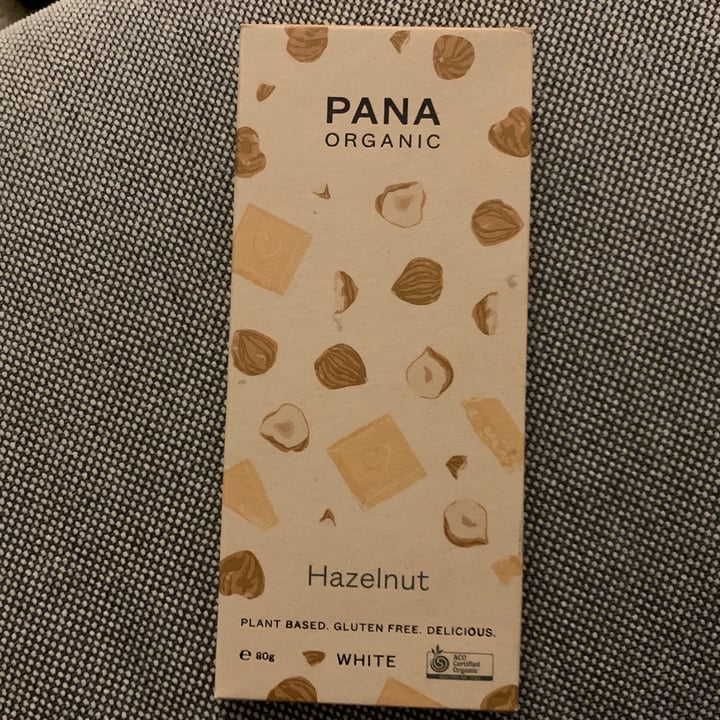 PANA
ORGANIC
Hazelnut
PLANT BASED. GLUTEN FREE. DELICIOUS.
e 80g WHITE
ACO
Certified
Organic